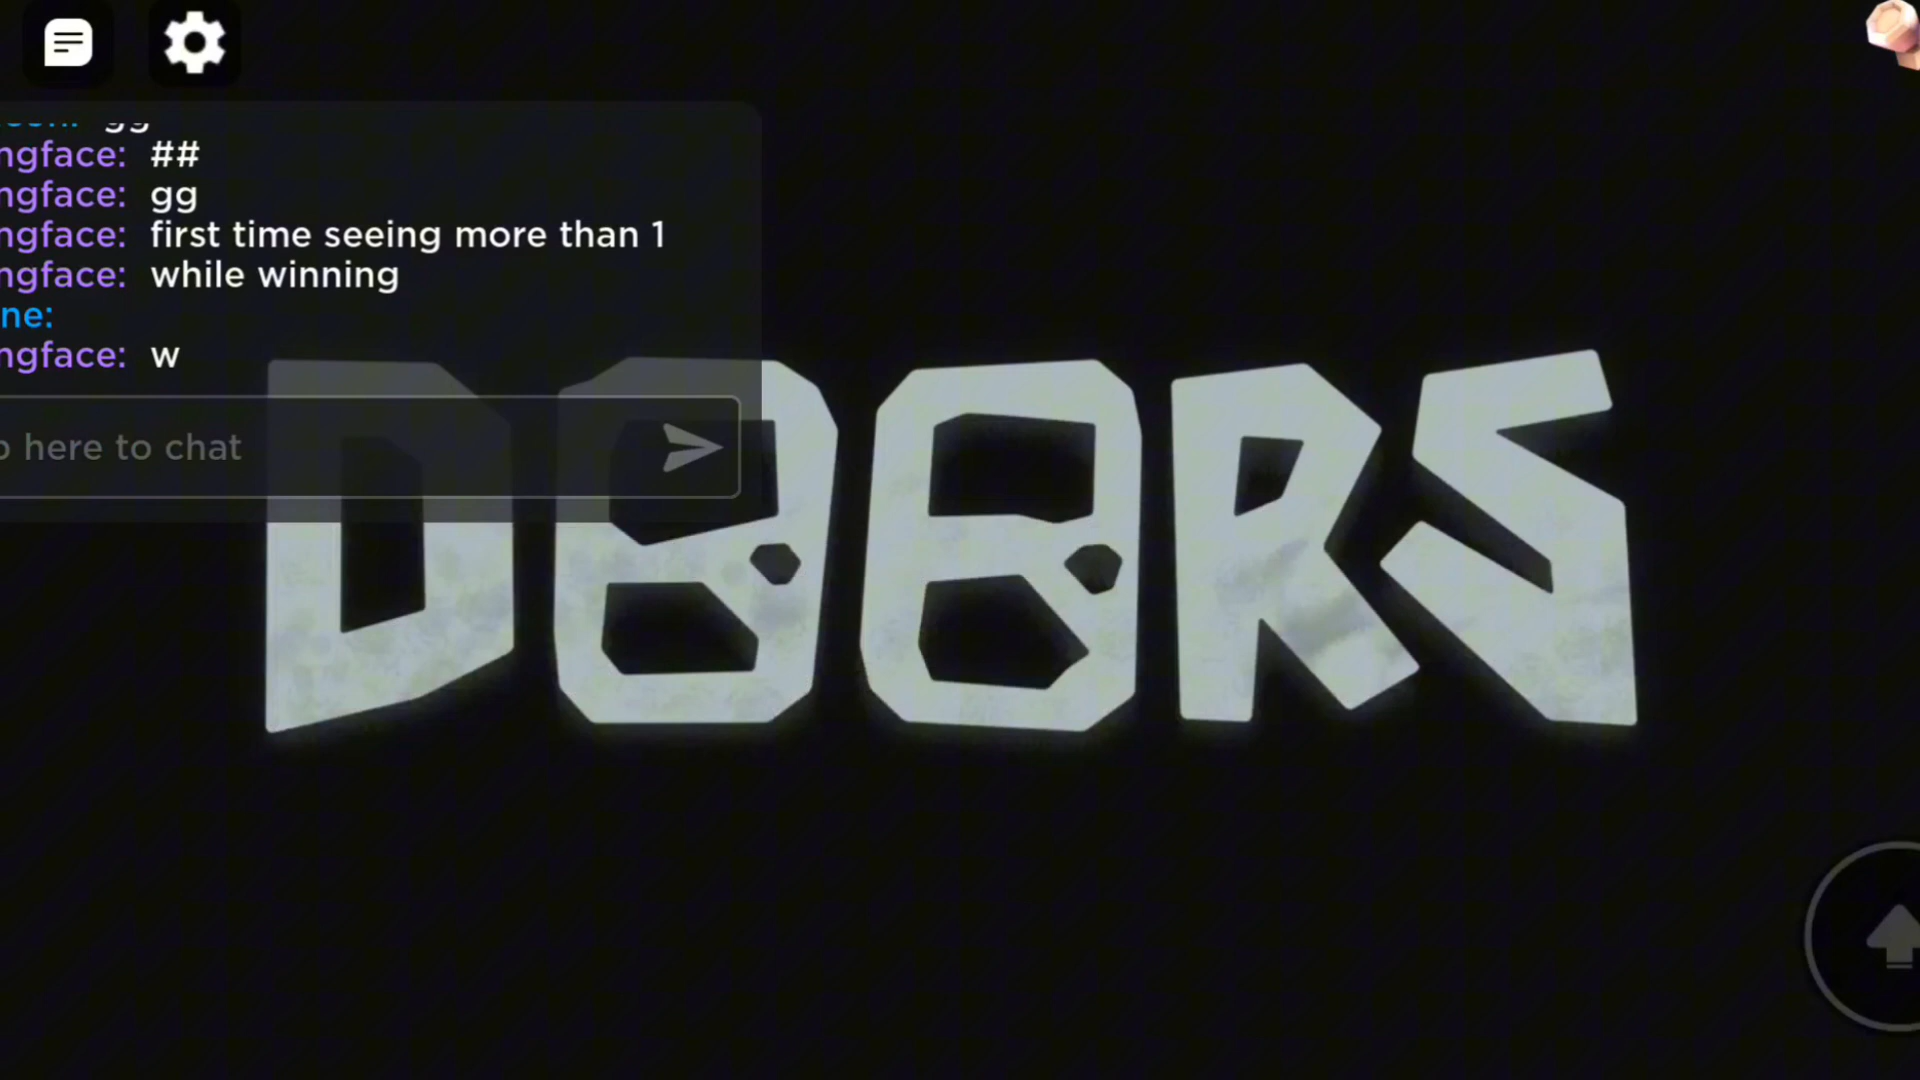 gg
ngface: ##
ngface: gg
ngface: first time seeing more than 1
ngface: while winning
ne:
ngface: w
here to chat
DOORS